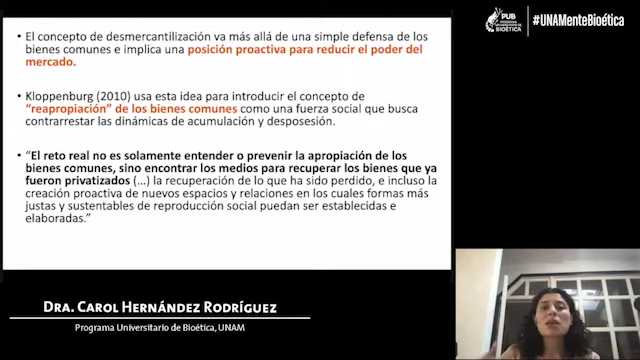 • El concepto de desmercantilización va más allá de una simple defensa de los
bienes comunes e implica una posición proactiva para reducir el poder del
mercado.
• Kloppenburg (2010) usa esta idea para introducir el concepto de
“reapropiación” de los bienes comunes como una fuerza social que busca
contrarrestar las dinámicas de acumulación y desposesión.
• “El reto real no es solamente entender o prevenir la apropiación de los
bienes comunes, sino encontrar los medios para recuperar los bienes que ya
fueron privatizados (...) la recuperación de lo que ha sido perdido, e incluso la
creación proactiva de nuevos espacios y relaciones en los cuales formas más
justas y sustentables de reproducción social puedan ser establecidas e
elaboradas.”
PUB
BIOÉTICA
#UNAMenteBioética
DRA. CAROL HERNÁNDEZ RODRÍGUEZ
Programa Universitario de Bioética, UNAM